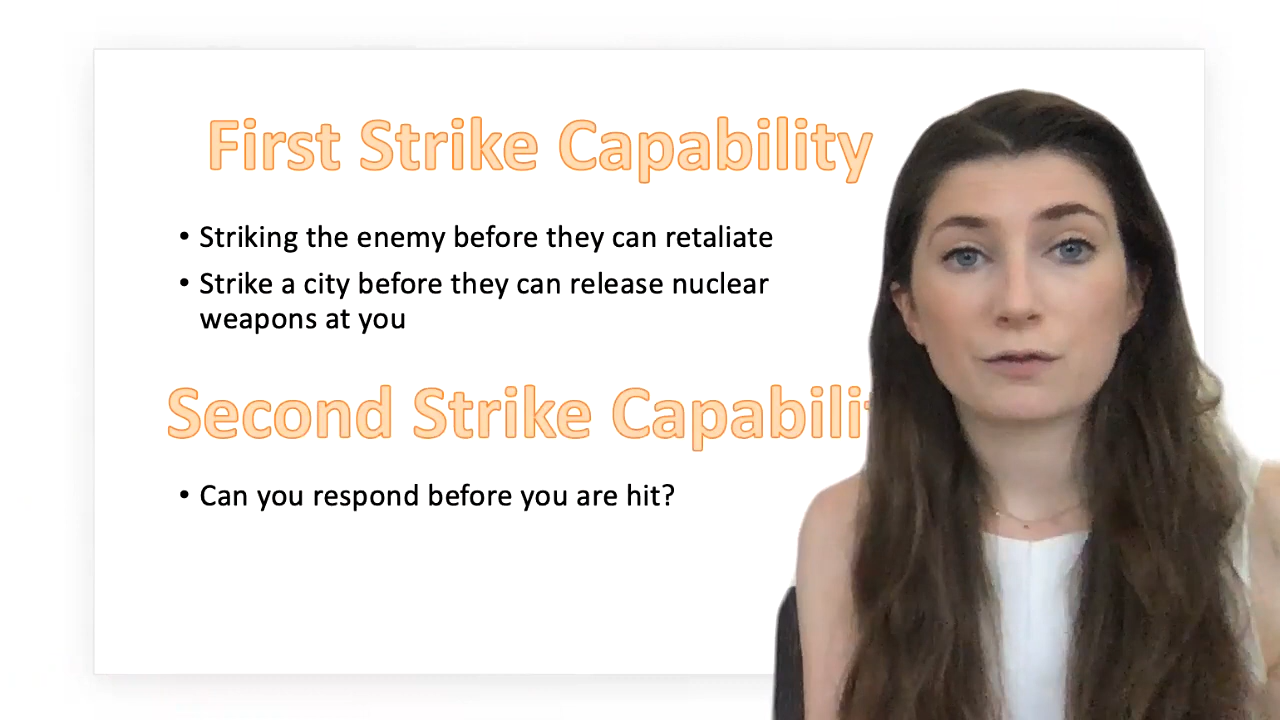 First Strike Capability
• Striking the enemy before they can retaliate
• Strike a city before they can release nuclear
weapons at you
Second Strike Capabilit
• Can you respond before you are hit?